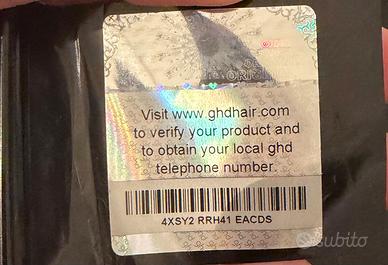 Visit www.ghdhair.com
to verify your product and
to obtain your local ghd
telephone number.
4XSY2 RRH41 EACDS
subito